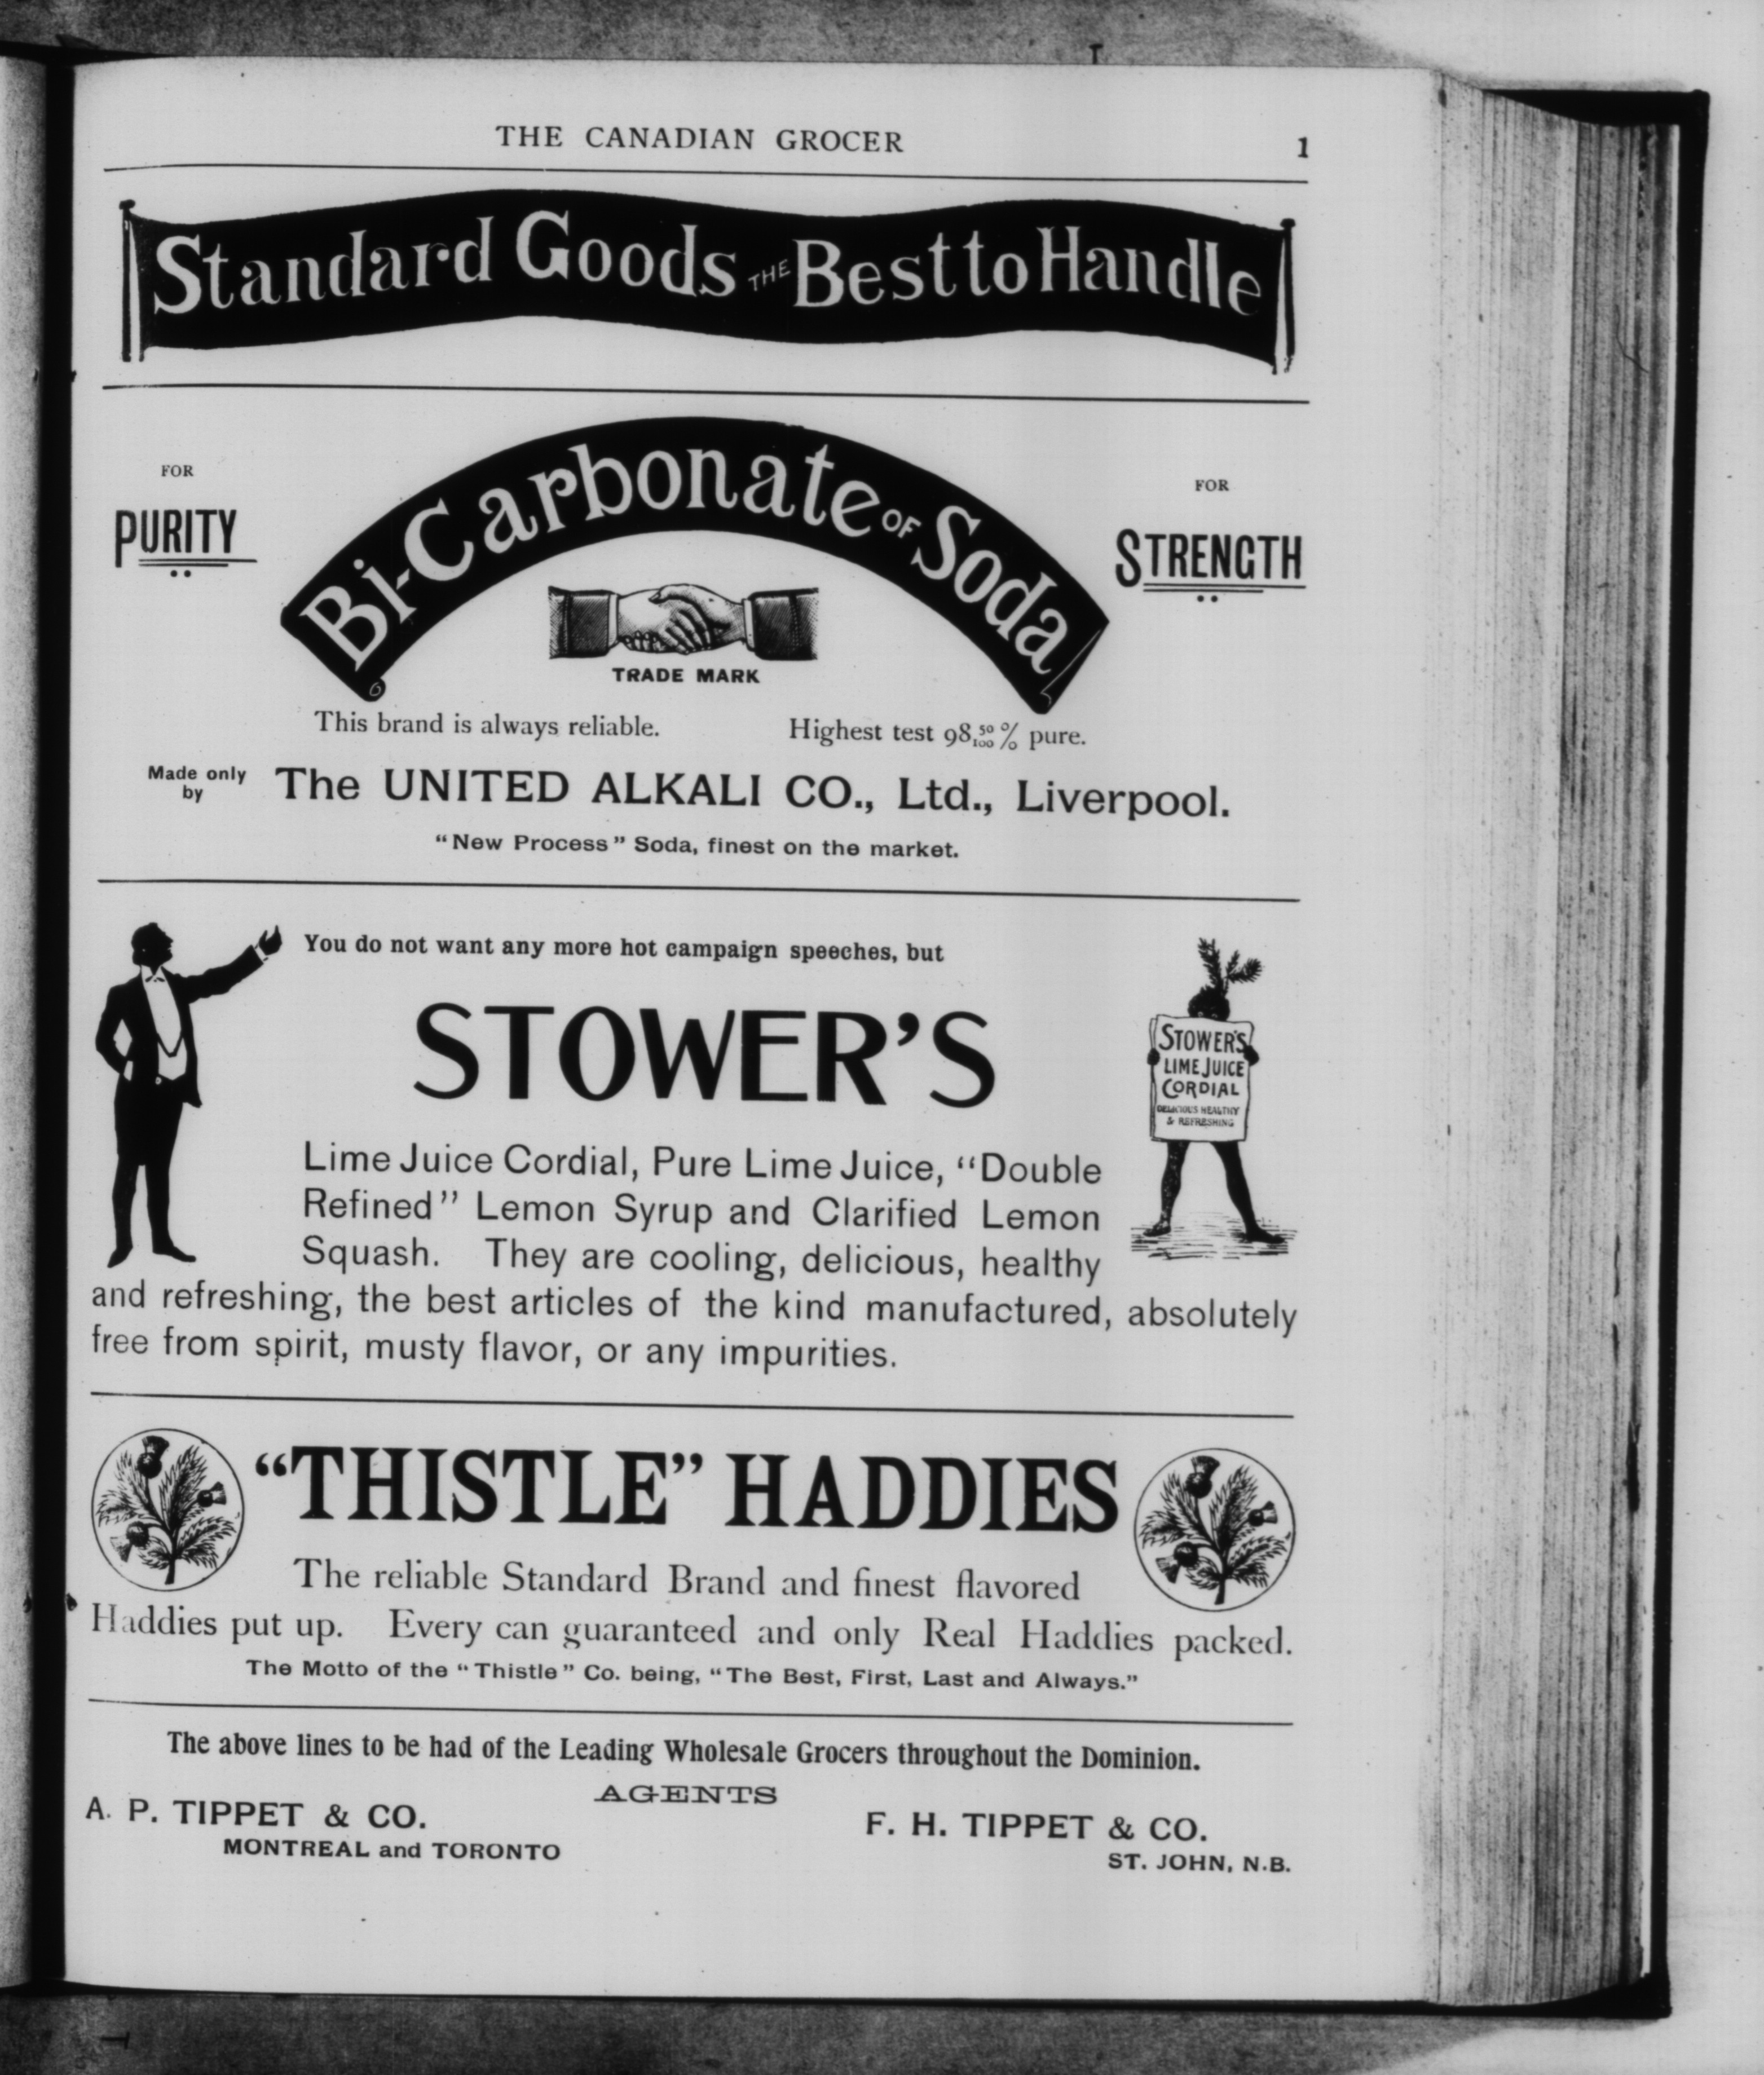 THE CANADIAN GROCER 1
Standard Goods THE Best to Handle
FOR
PURITY
Bi-Carbonate OF Soda
FOR
STRENGTH
TRADE MARK
This brand is always reliable. Highest test 98 50/100 % pure.
Made only
by
The UNITED ALKALI CO., Ltd., Liverpool.
"New Process" Soda, finest on the market.
You do not want any more hot campaign speeches, but
STOWER'S
STOWER'S
LIME JUICE
CORDIAL
DELICIOUS HEALTHY
& REFRESHING
Lime Juice Cordial, Pure Lime Juice, "Double
Refined" Lemon Syrup and Clarified Lemon
Squash. They are cooling, delicious, healthy
and refreshing, the best articles of the kind manufactured, absolutely
free from spirit, musty flavor, or any impurities.
"THISTLE" HADDIES
The reliable Standard Brand and finest flavored
Haddies put up. Every can guaranteed and only Real Haddies packed.
The Motto of the "Thistle" Co. being, "The Best, First, Last and Always."
The above lines to be had of the Leading Wholesale Grocers throughout the Dominion.
AGENTS
A. P. TIPPET & CO.
MONTREAL and TORONTO
F. H. TIPPET & CO.
ST. JOHN, N.B.